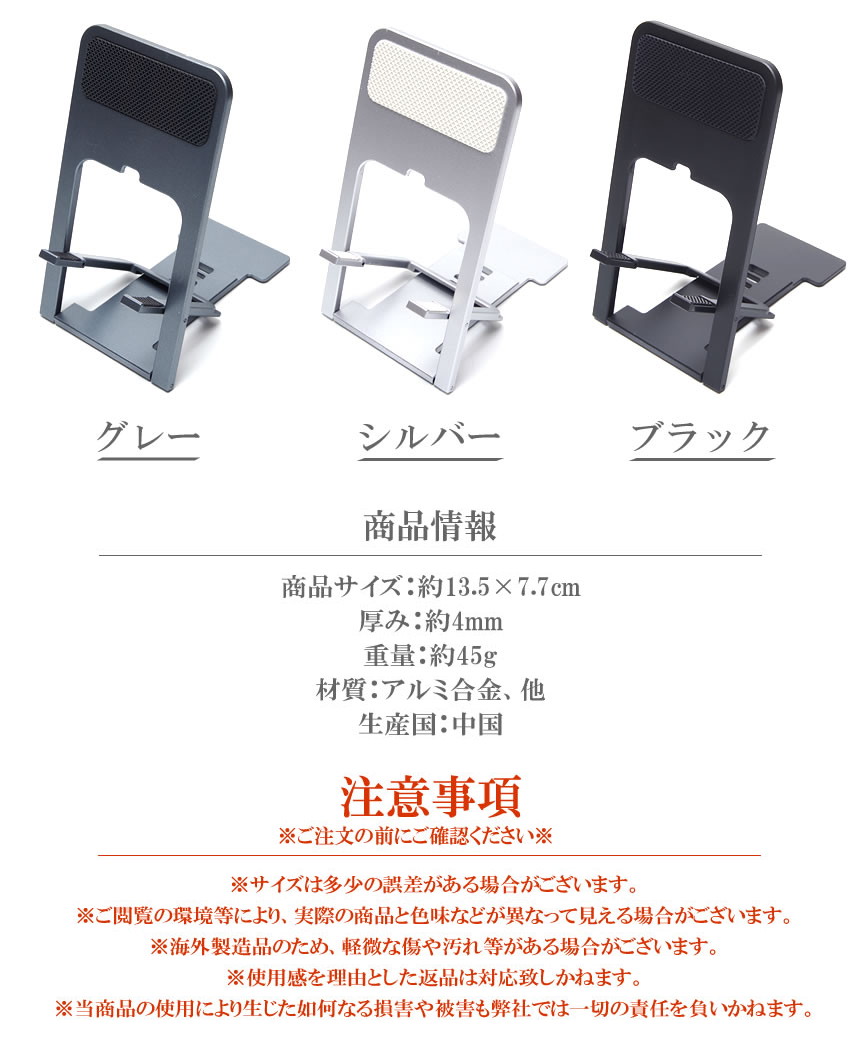 グレー シルバー ブラック
商品情報
商品サイズ：約13.5×7.7cm
厚み：約4mm
重量：約45g
材質：アルミ合金、他
生産国：中国
注意事項
※ご注文の前にご確認ください※
※サイズは多少の誤差がある場合がございます。
※ご閲覧の環境等により、実際の商品と色味などが異なって見える場合がございます。
※海外製造品のため、軽微な傷や汚れ等がある場合がございます。
※使用感を理由とした返品は対応致しかねます。
※当商品の使用により生じた如何なる損害や被害も弊社では一切の責任を負いかねます。